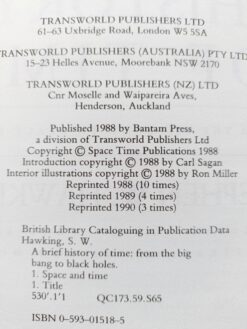 TRANSWORLD PUBLISHERS LTD
61–63 Uxbridge Road, London W5 5SA
TRANSWORLD PUBLISHERS (AUSTRALIA) PTY LTD
15–23 Helles Avenue, Moorebank NSW 2170
TRANSWORLD PUBLISHERS (NZ) LTD
Cnr Moselle and Waipareira Aves,
Henderson, Auckland
Published 1988 by Bantam Press,
a division of Transworld Publishers Ltd
Copyright © Space Time Publications 1988
Introduction copyright © 1988 by Carl Sagan
Interior illustrations copyright © 1988 by Ron Miller
Reprinted 1988 (10 times)
Reprinted 1989 (4 times)
Reprinted 1990 (3 times)
British Library Cataloguing in Publication Data
Hawking, S. W.
A brief history of time: from the big
bang to black holes.
1. Space and time
1. Title
530'.1'1 QC173.59.S65
ISBN 0–593–01518–5